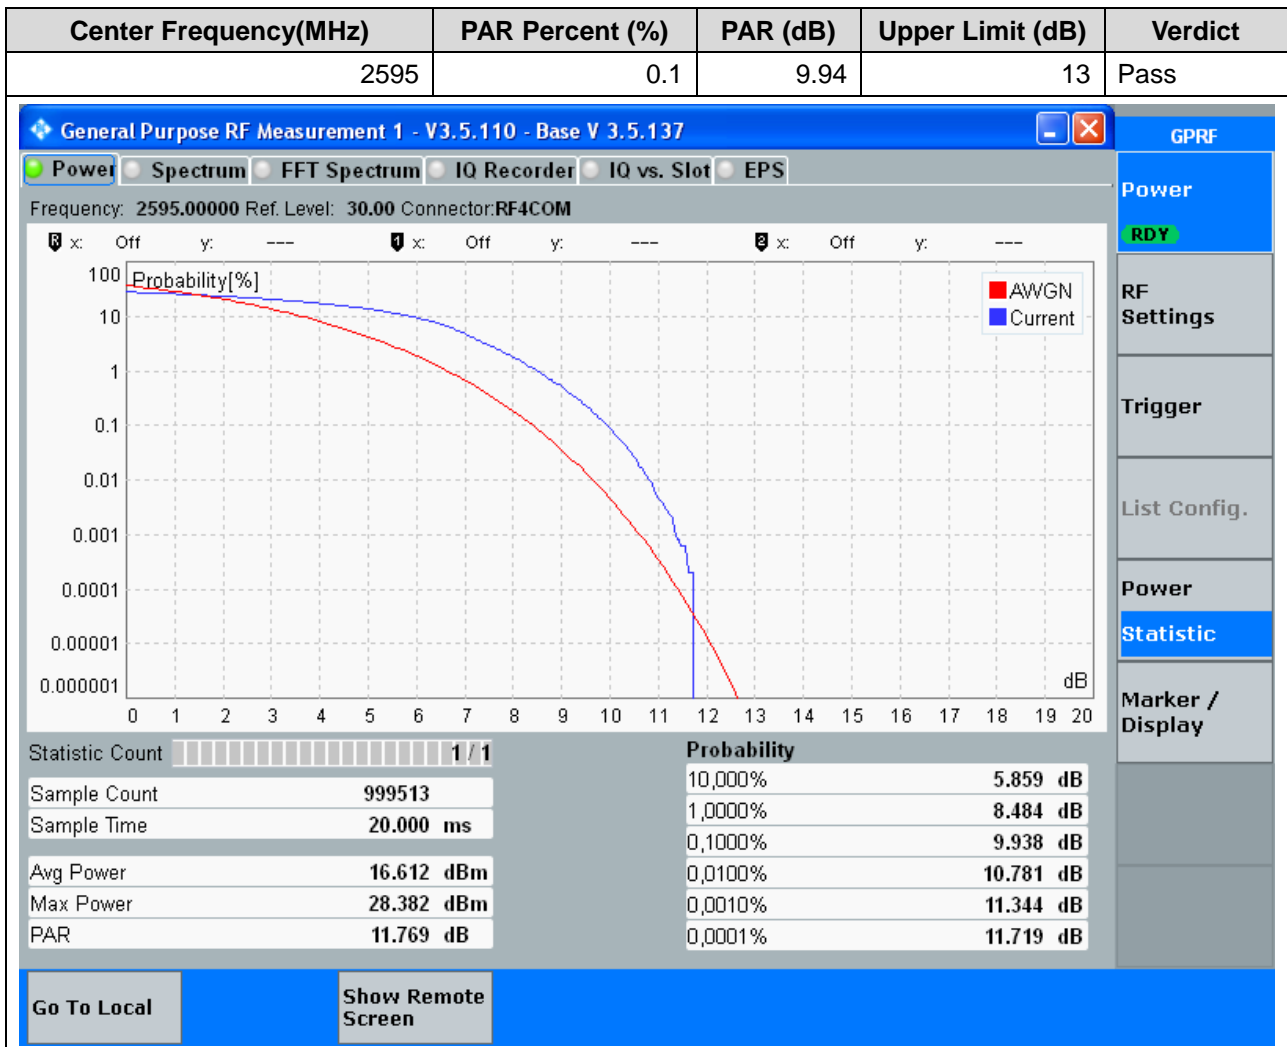 Center Frequency(MHz) PAR Percent (%) PAR (dB) Upper Limit (dB) Verdict
2595 0.1 9.94 13 Pass
General Purpose RF Measurement 1 - V3.5.110 - Base V 3.5.137
GPRF
Power Spectrum FFT Spectrum IQ Recorder IQ vs. Slot EPS
Frequency: 2595.00000 Ref. Level: 30.00 Connector:RF4COM
R x: Off y: --- 1 x: Off y: --- 2 x: Off y: ---
Probability[%]
AWGN
Current
100
10
1
0.1
0.01
0.001
0.0001
0.00001
0.000001
dB
0 1 2 3 4 5 6 7 8 9 10 11 12 13 14 15 16 17 18 19 20
Statistic Count 1 / 1
Sample Count 999513
Sample Time 20.000 ms
Avg Power 16.612 dBm
Max Power 28.382 dBm
PAR 11.769 dB
Probability
10,000% 5.859 dB
1,0000% 8.484 dB
0,1000% 9.938 dB
0,0100% 10.781 dB
0,0010% 11.344 dB
0,0001% 11.719 dB
Power
RDY
RF
Settings
Trigger
List Config.
Power
Statistic
Marker /
Display
Go To Local
Show Remote
Screen